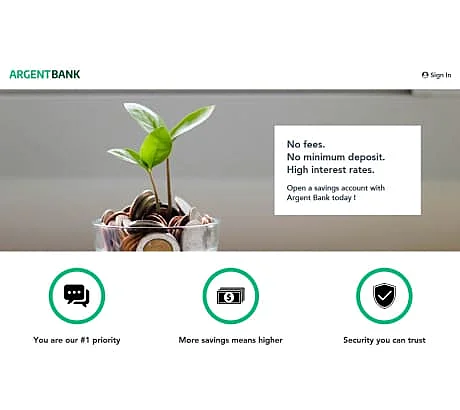 ARGENTBANK
Sign In
No fees.
No minimum deposit.
High interest rates.
Open a savings account with
Argent Bank today !
You are our #1 priority
More savings means higher
Security you can trust